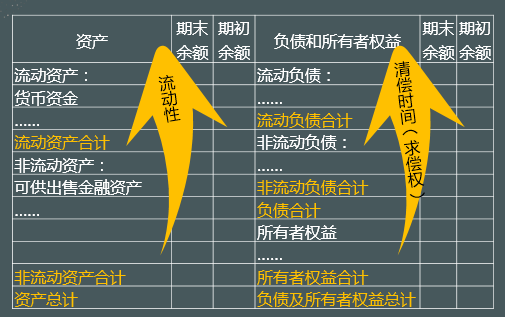 资产 期末余额 期初余额 负债和所有者权益 期末余额 期初余额
流动资产： 流动负债：
货币资金 ......
...... 流动负债合计
流动资产合计 非流动负债：
非流动资产： ......
可供出售金融资产 非流动负债合计
...... 负债合计
所有者权益
......
非流动资产合计 所有者权益合计
资产总计 负债及所有者权益总计
流动性
清偿时间（求偿权）